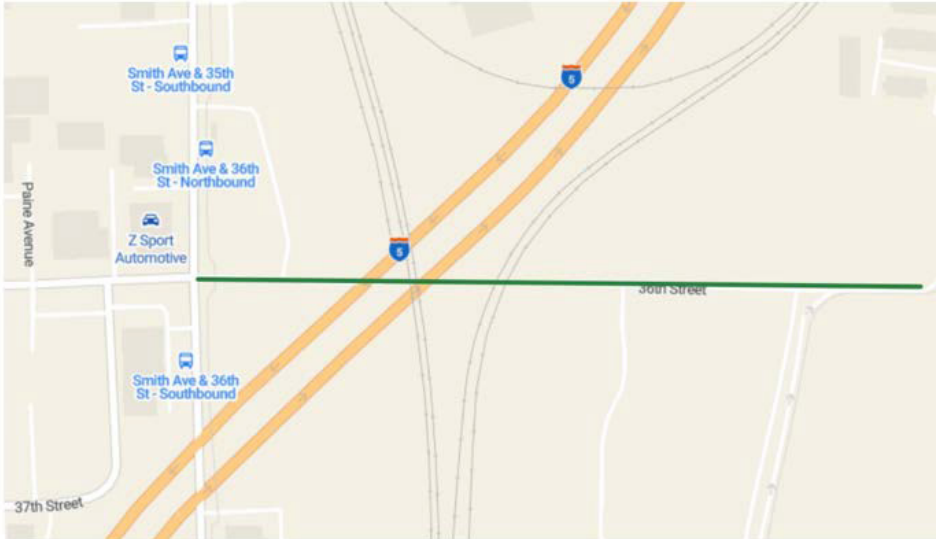 Smith Ave & 35th
St - Southbound
5
Smith Ave & 36th
St - Northbound
Paine Avenue
Z Sport
Automotive
5
36th Street
Smith Ave & 36th
St - Southbound
37th Street